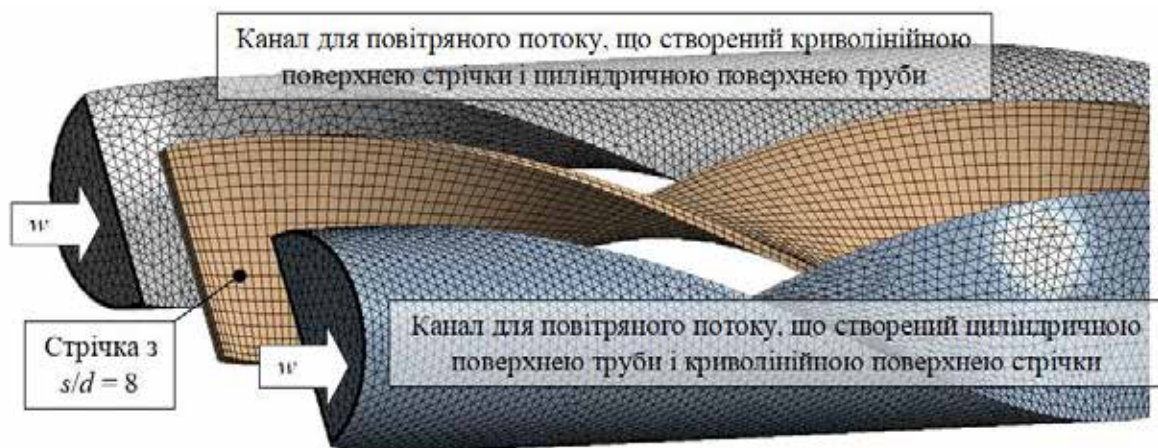 Канал для повітряного потоку, що створений криволінійною
поверхнею стрічки і циліндричною поверхнею труби
w
Стрічка з
s/d = 8
w
Канал для повітряного потоку, що створений циліндричною
поверхнею труби і криволінійною поверхнею стрічки